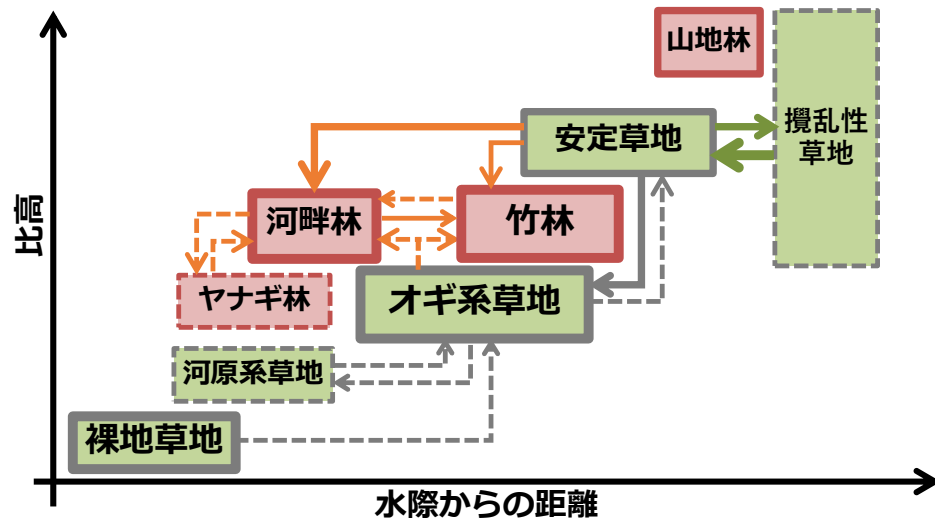 山地林
攪乱性
草地
安定草地
比高
河畔林
竹林
ヤナギ林
オギ系草地
河原系草地
裸地草地
水際からの距離